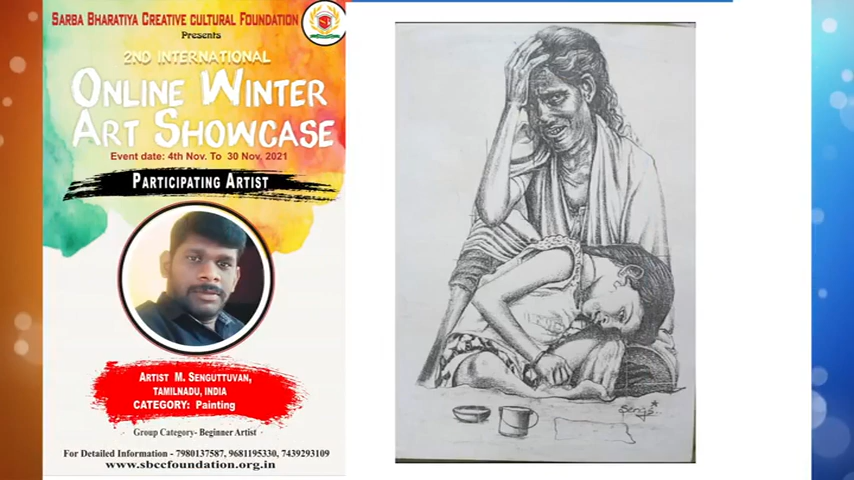 SARBA BHARATIYA CREATIVE CULTURAL FOUNDATION
Presents
2ND INTERNATIONAL
ONLINE WINTER
ART SHOWCASE
Event date: 4th Nov. To 30 Nov. 2021
PARTICIPATING ARTIST
ARTIST M. SENGUTTUVAN,
TAMILNADU, INDIA
CATEGORY: Painting
Group Category- Beginner Artist
For Detailed Information - 7980137587, 9681195330, 7439293109
www.sbccfoundation.org.in